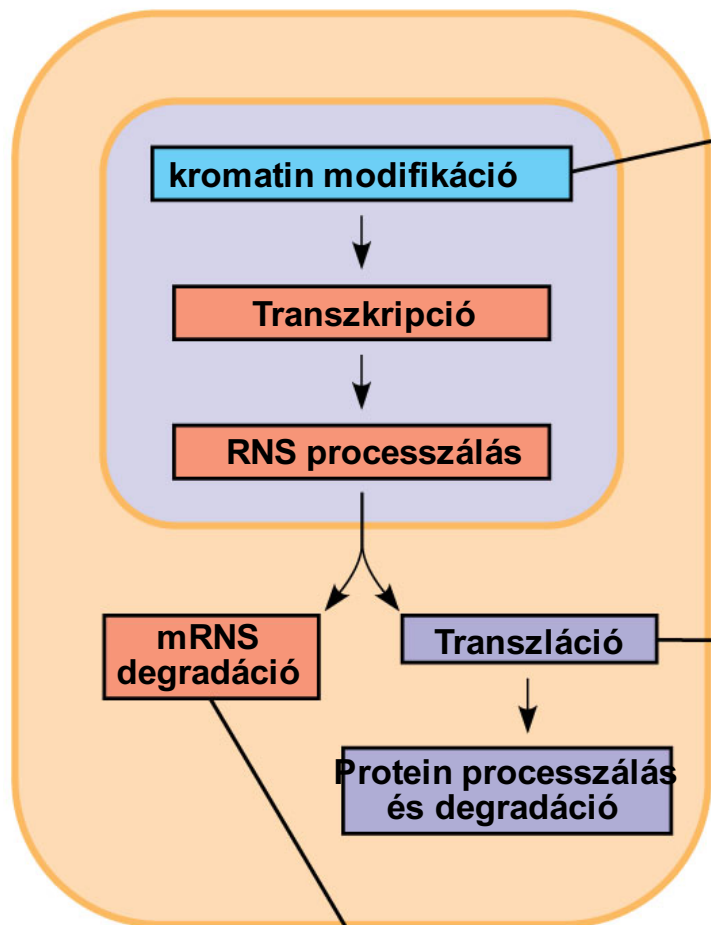 kromatin modifikáció
Transzkripció
RNS processzálás
mRNS
degradáció
Transzláció
Protein processzálás
és degradáció